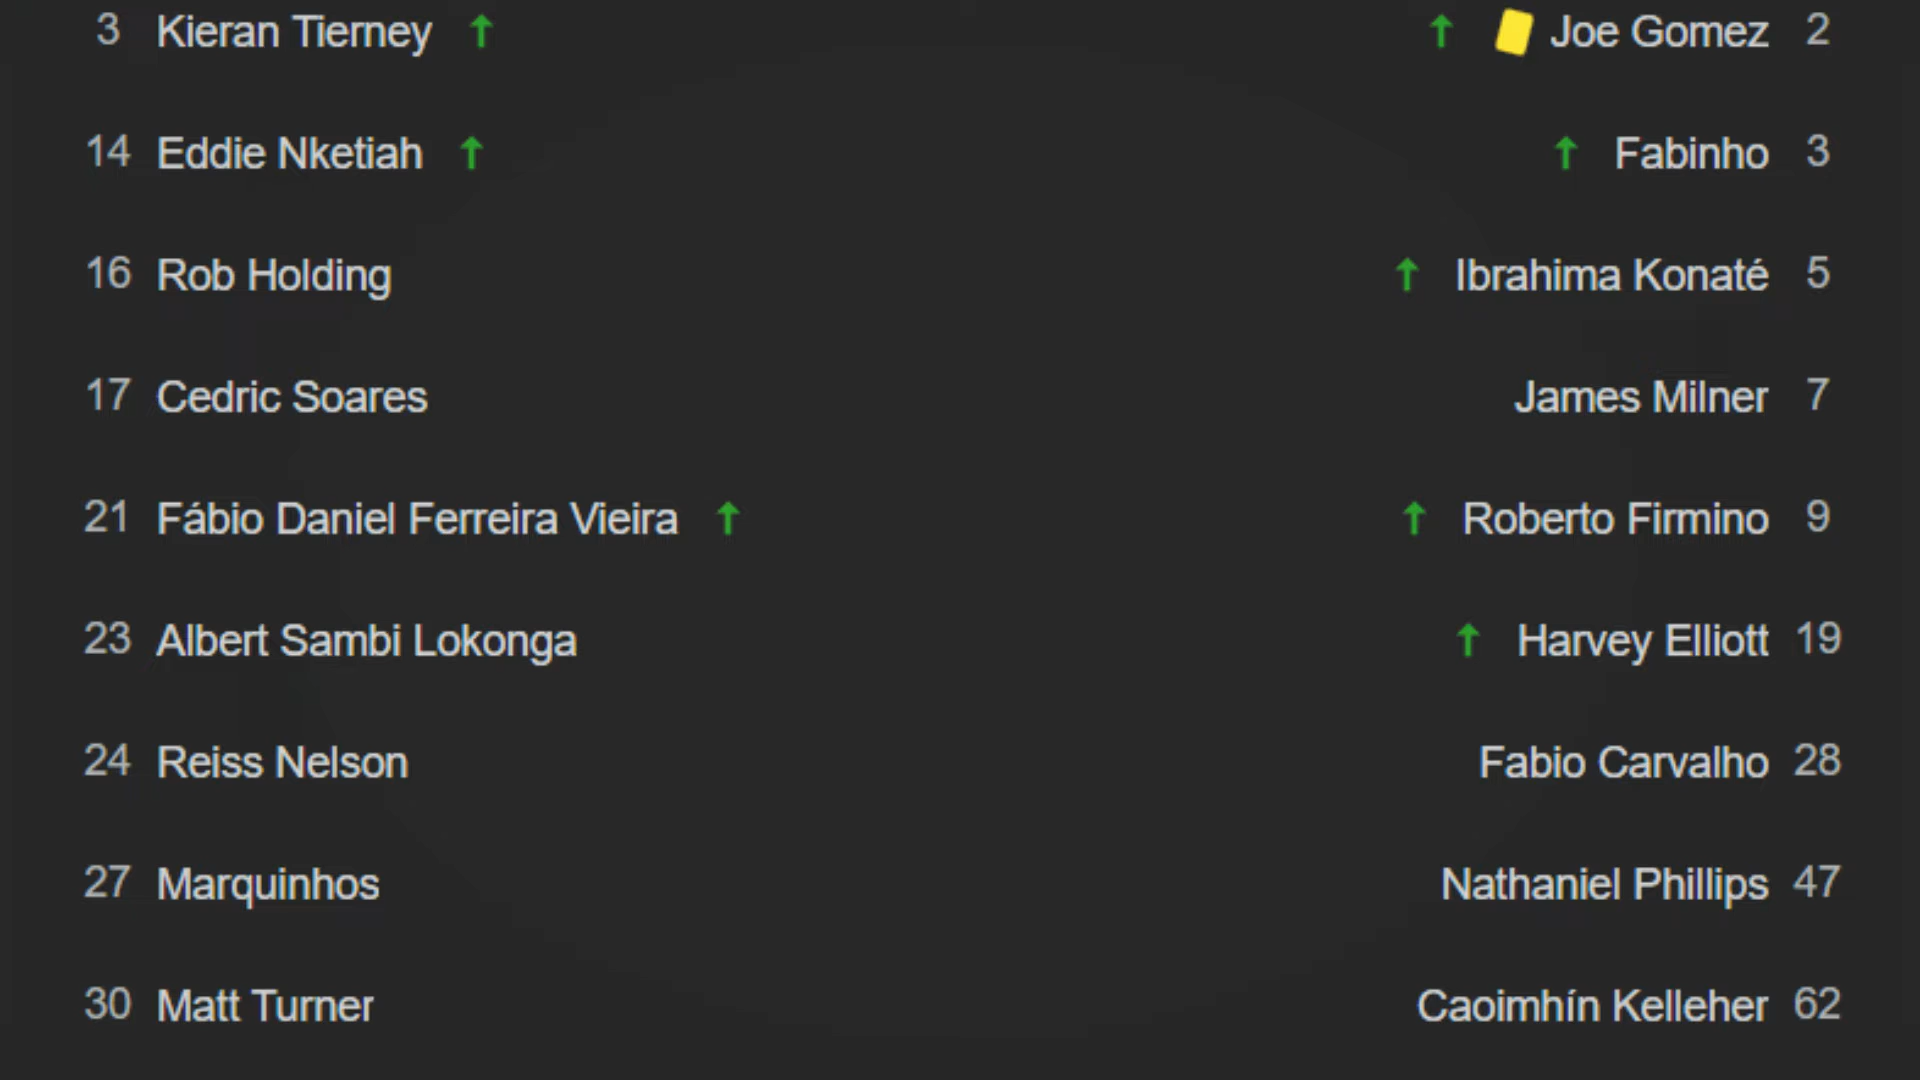 3 Kieran Tierney ↑ ↑ Joe Gomez 2
14 Eddie Nketiah ↑ ↑ Fabinho 3
16 Rob Holding ↑ Ibrahima Konaté 5
17 Cedric Soares James Milner 7
21 Fábio Daniel Ferreira Vieira ↑ ↑ Roberto Firmino 9
23 Albert Sambi Lokonga ↑ Harvey Elliott 19
24 Reiss Nelson Fabio Carvalho 28
27 Marquinhos Nathaniel Phillips 47
30 Matt Turner Caoimhín Kelleher 62